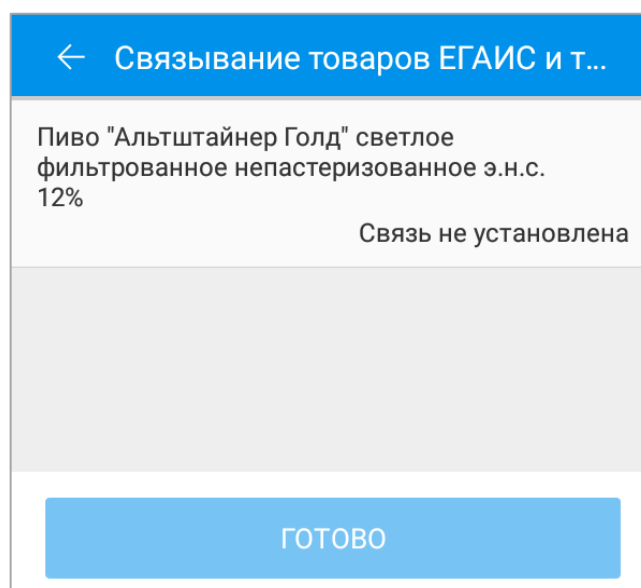 ← Связывание товаров ЕГАИС и т...
Пиво "Альтштайнер Голд" светлое
фильтрованное непастеризованное э.н.с.
12%
Связь не установлена
ГОТОВО